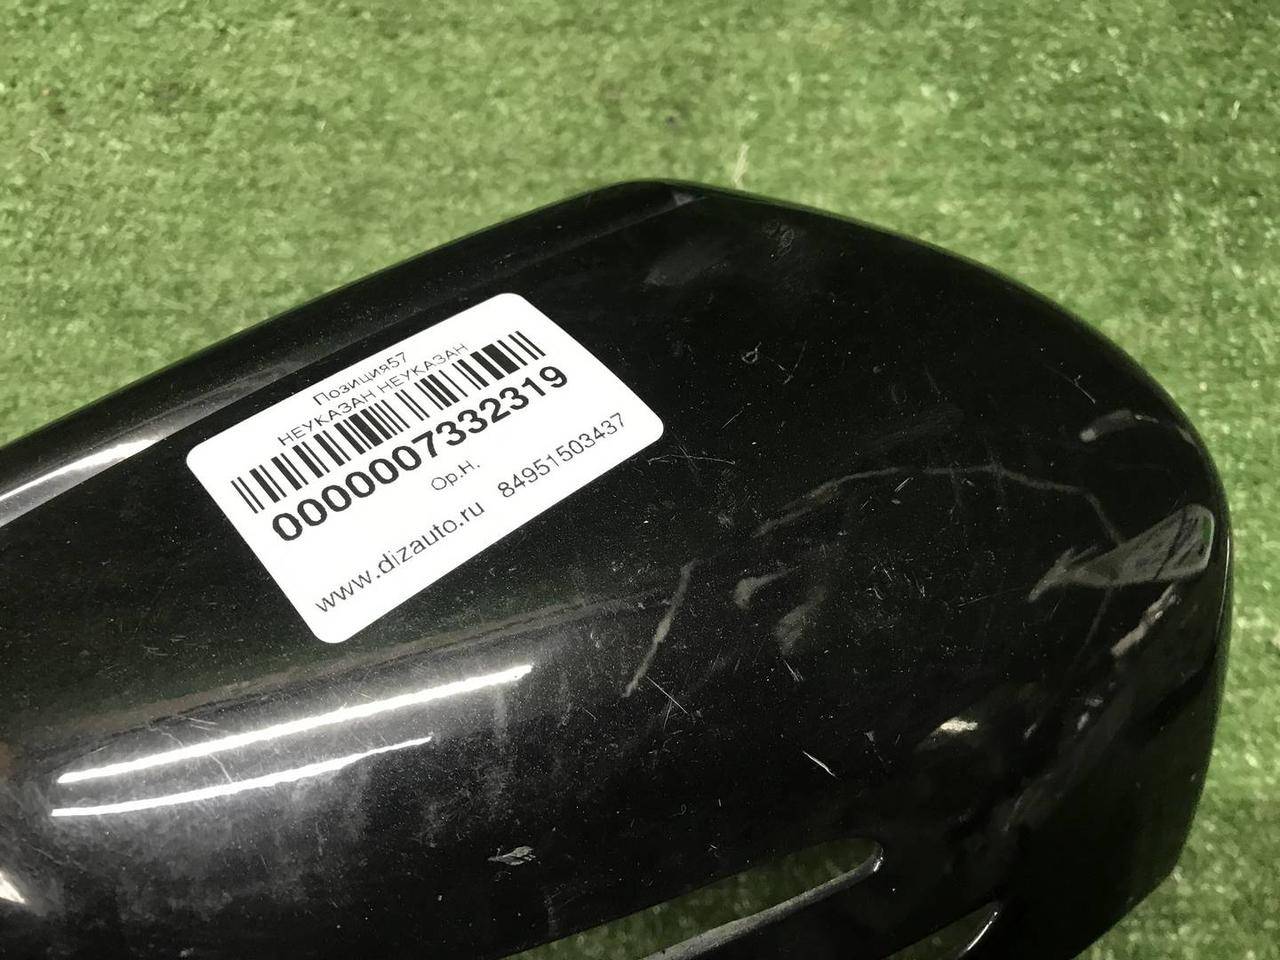 Позиция57
НЕУКАЗАН НЕУКАЗАН
0000007332319
Ор.Н.
www.dizauto.ru 84951503437